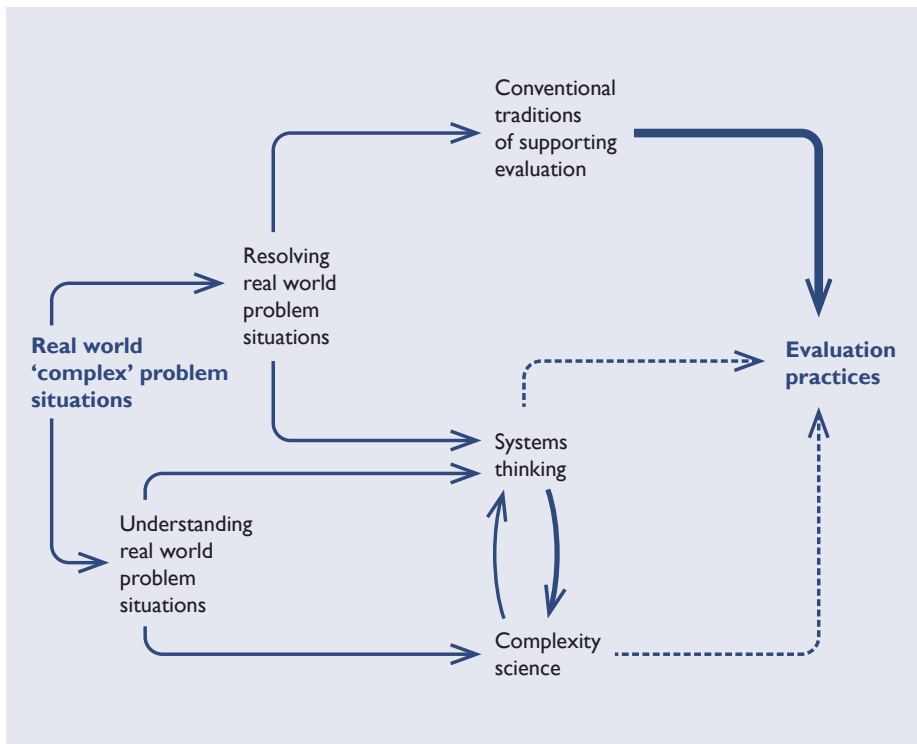 Conventional
traditions
of supporting
evaluation
Resolving
real world
problem
situations
Real world
‘complex’ problem
situations
Evaluation
practices
Systems
thinking
Understanding
real world
problem
situations
Complexity
science